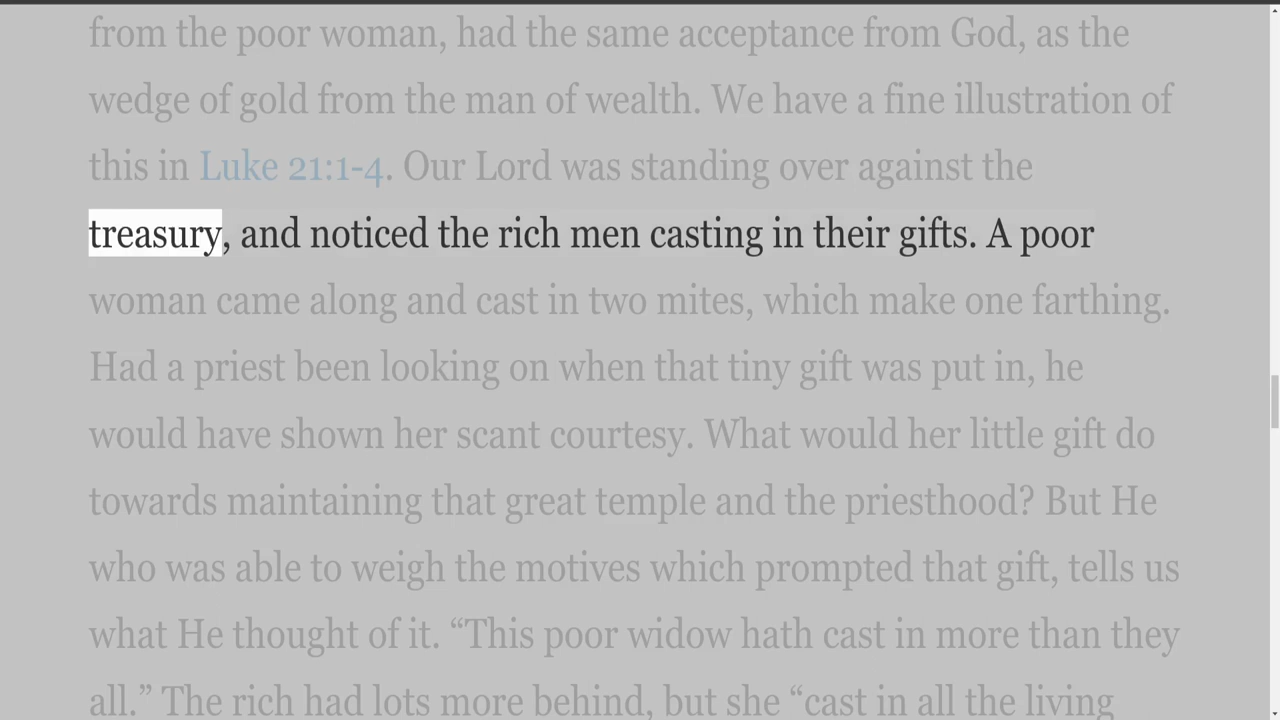 from the poor woman, had the same acceptance from God, as the
wedge of gold from the man of wealth. We have a fine illustration of
this in Luke 21:1-4. Our Lord was standing over against the
treasury, and noticed the rich men casting in their gifts. A poor
woman came along and cast in two mites, which make one farthing.
Had a priest been looking on when that tiny gift was put in, he
would have shown her scant courtesy. What would her little gift do
towards maintaining that great temple and the priesthood? But He
who was able to weigh the motives which prompted that gift, tells us
what He thought of it. “This poor widow hath cast in more than they
all.” The rich had lots more behind, but she “cast in all the living